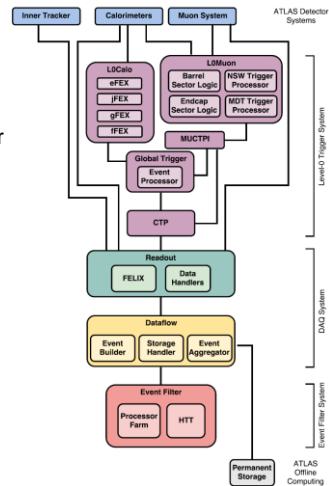 Inner Tracker
Calorimeters
Muon System
ATLAS Detector
Systems
L0Calo
eFEX
jFEX
gFEX
fFEX
L0Muon
Barrel
Sector Logic
NSW Trigger
Processor
Endcap
Sector Logic
MDT Trigger
Processor
MUCTPI
Global Trigger
Event
Processor
CTP
Level-0 Trigger System
r
Readout
FELIX
Data
Handlers
Dataflow
Event
Builder
Storage
Handler
Event
Aggregator
DAQ System
Event Filter
Processor
Farm
HTT
Event Filter System
Permanent
Storage
ATLAS
Offline
Computing